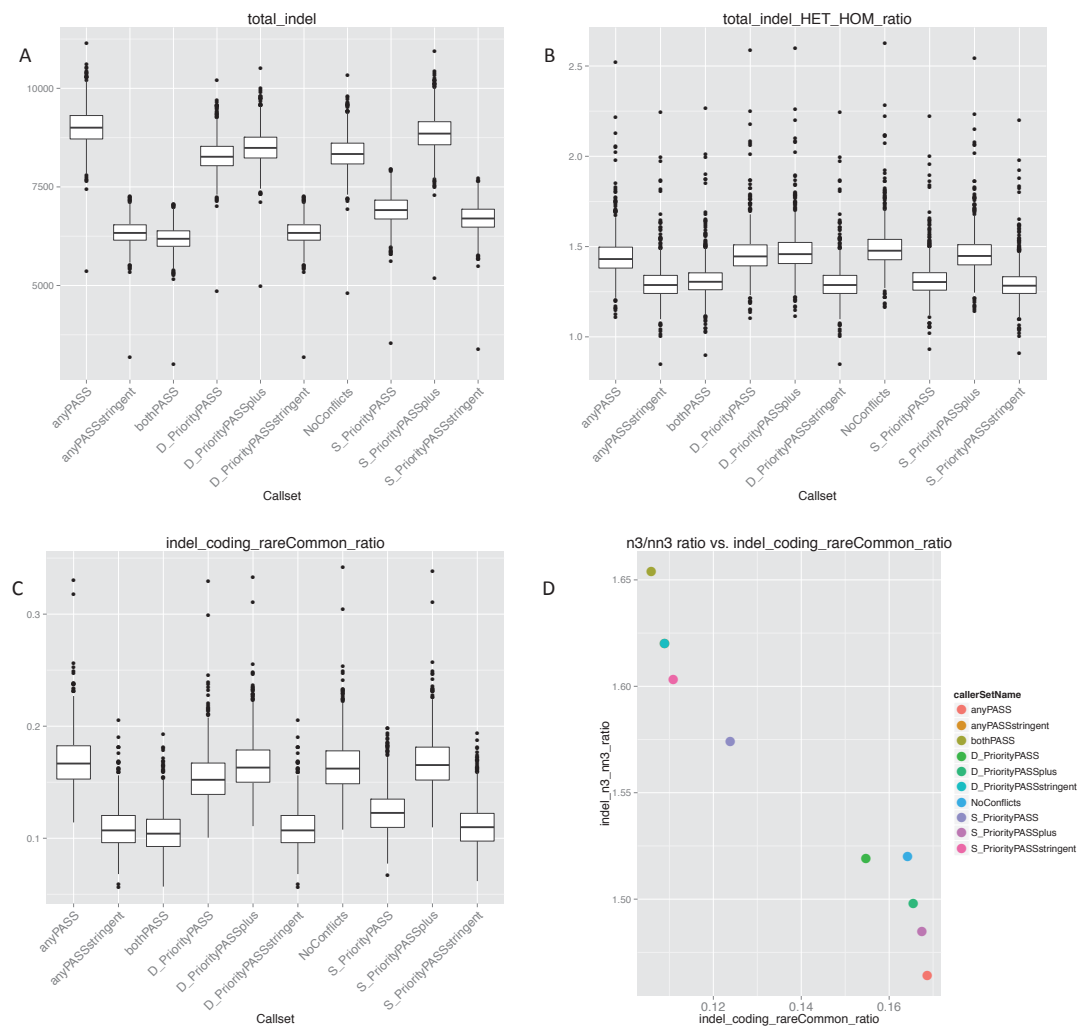 total_indel
A
10000
7500
5000
anyPASS
anyPASSstringent
bothPASS
D_PriorityPASS
D_PriorityPASSplus
D_PriorityPASSstringent
NoConflicts
S_PriorityPASS
S_PriorityPASSplus
S_PriorityPASSstringent
Callset
total_indel_HET_HOM_ratio
B
2.5
2.0
1.5
1.0
anyPASS
anyPASSstringent
bothPASS
D_PriorityPASS
D_PriorityPASSplus
D_PriorityPASSstringent
NoConflicts
S_PriorityPASS
S_PriorityPASSplus
S_PriorityPASSstringent
Callset
indel_coding_rareCommon_ratio
C
0.3
0.2
0.1
anyPASS
anyPASSstringent
bothPASS
D_PriorityPASS
D_PriorityPASSplus
D_PriorityPASSstringent
NoConflicts
S_PriorityPASS
S_PriorityPASSplus
S_PriorityPASSstringent
Callset
n3/nn3 ratio vs. indel_coding_rareCommon_ratio
D
1.65
1.60
1.55
1.50
indel_n3_nn3_ratio
0.12
0.14
0.16
indel_coding_rareCommon_ratio
callerSetName
anyPASS
anyPASSstringent
bothPASS
D_PriorityPASS
D_PriorityPASSplus
D_PriorityPASSstringent
NoConflicts
S_PriorityPASS
S_PriorityPASSplus
S_PriorityPASSstringent